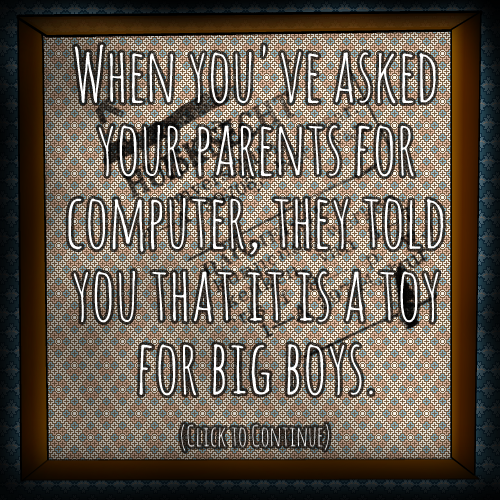 When you've asked
your parents for
computer, they told
you that it is a toy
for big boys.
(Click to Continue)